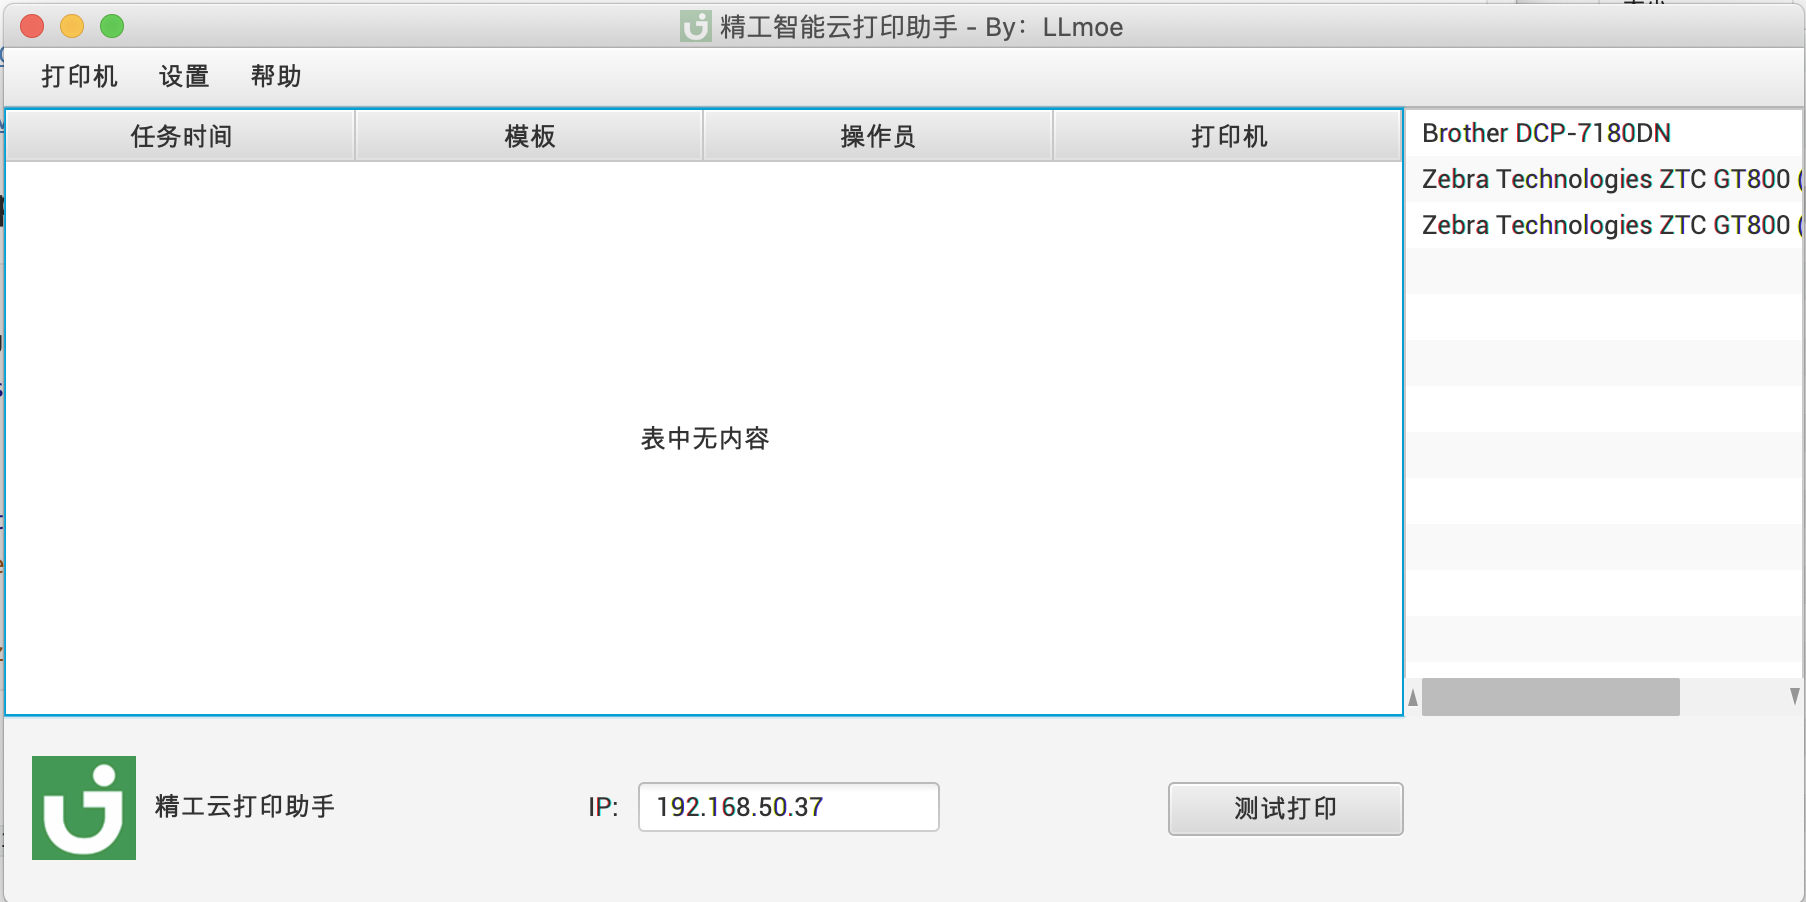 精工智能云打印助手 - By：LLmoe
打印机 设置 帮助
任务时间 模板 操作员 打印机
Brother DCP-7180DN
Zebra Technologies ZTC GT800 (
Zebra Technologies ZTC GT800 (
表中无内容
精工云打印助手
IP: 192.168.50.37
测试打印